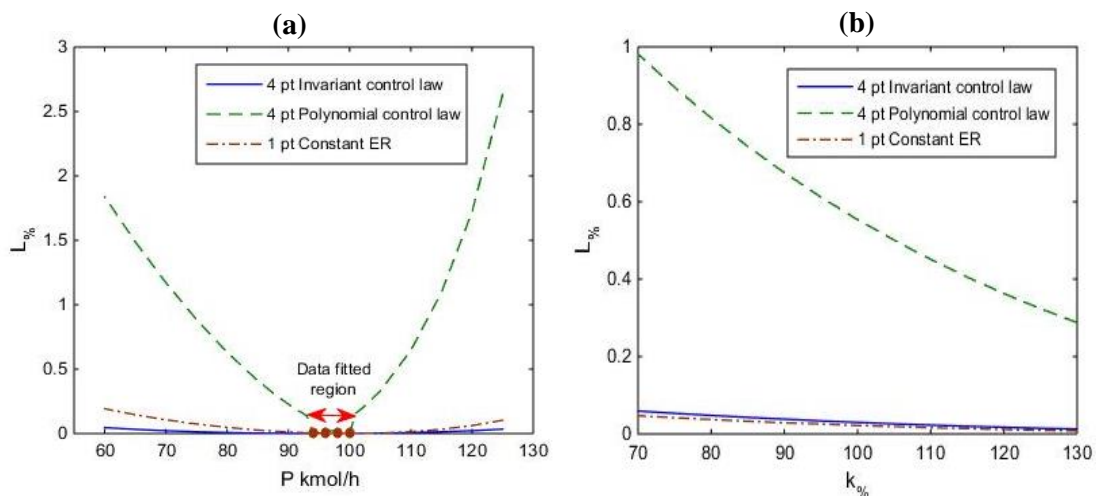 (a)
3
2.5
2
1.5
1
0.5
0
L%
4 pt Invariant control law
4 pt Polynomial control law
1 pt Constant ER
Data fitted
region
60 70 80 90 100 110 120 130
P kmol/h
(b)
1
0.8
0.6
0.4
0.2
0
L%
4 pt Invariant control law
4 pt Polynomial control law
1 pt Constant ER
70 80 90 100 110 120 130
k%